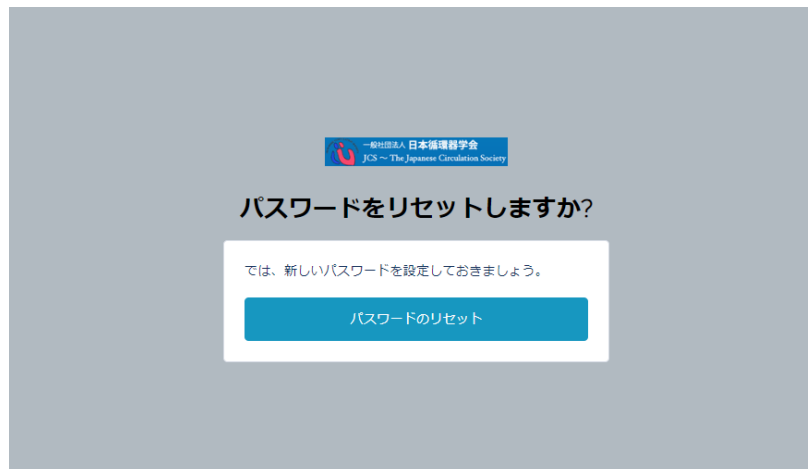 一般社団法人 日本循環器学会
JCS ~ The Japanese Circulation Society
パスワードをリセットしますか?
では、新しいパスワードを設定しておきましょう。
パスワードのリセット